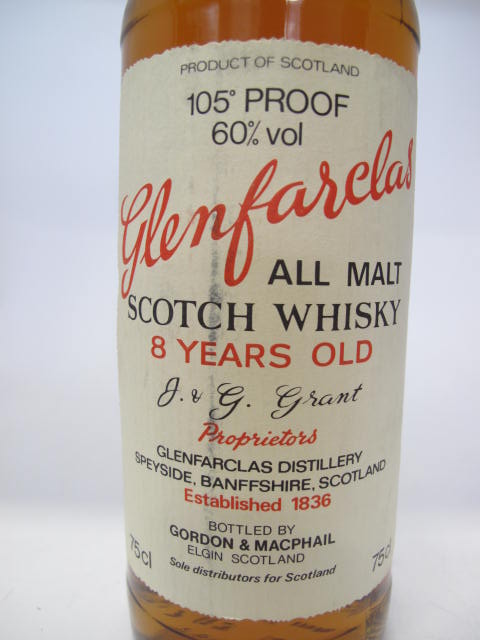 PRODUCT OF SCOTLAND
105° PROOF
60% vol
Glenfarclas
ALL MALT
SCOTCH WHISKY
8 YEARS OLD
J. & G. Grant
Proprietors
GLENFARCLAS DISTILLERY
SPEYSIDE, BANFFSHIRE, SCOTLAND
Established 1836
BOTTLED BY
GORDON & MACPHAIL
ELGIN SCOTLAND
Sole distributors for Scotland
75cl
75cl